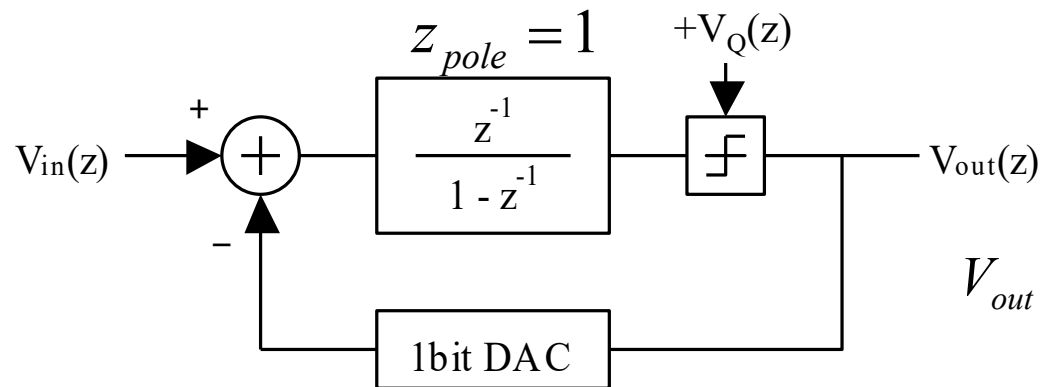 z_pole = 1
+V_Q(z)
+
V_in(z)
+
z^-1
1 - z^-1
V_out(z)
−
V_out
1bit DAC